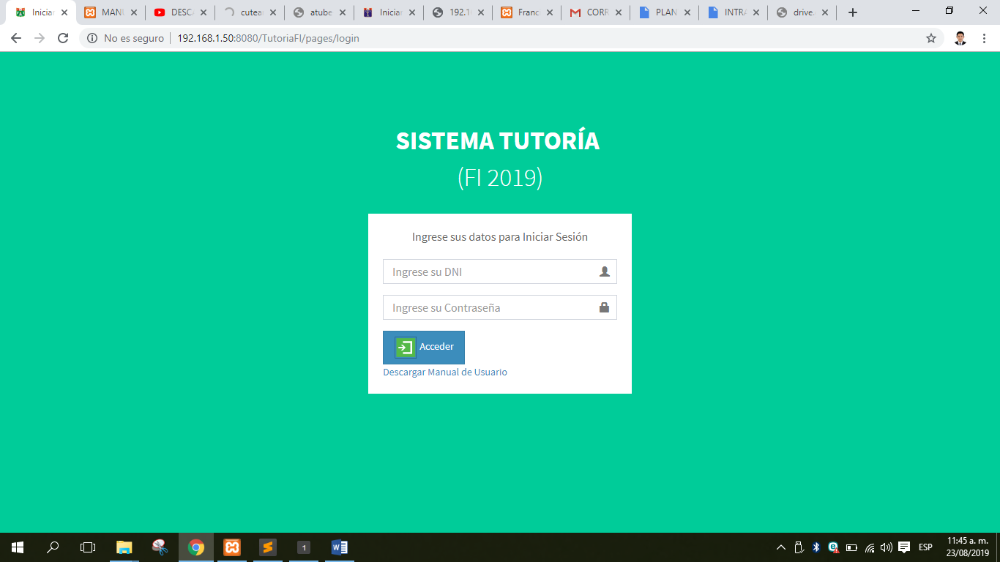 Iniciar
MANU
DESCA
cutear
atube
Iniciar
192.1
Franc
CORR
PLAN
INTRA
drive.
No es seguro
192.168.1.50:8080/TutoriaFI/pages/login
SISTEMA TUTORÍA
(FI 2019)
Ingrese sus datos para Iniciar Sesión
Ingrese su DNI
Ingrese su Contraseña
Acceder
Descargar Manual de Usuario
1
ESP
11:45 a. m.
23/08/2019